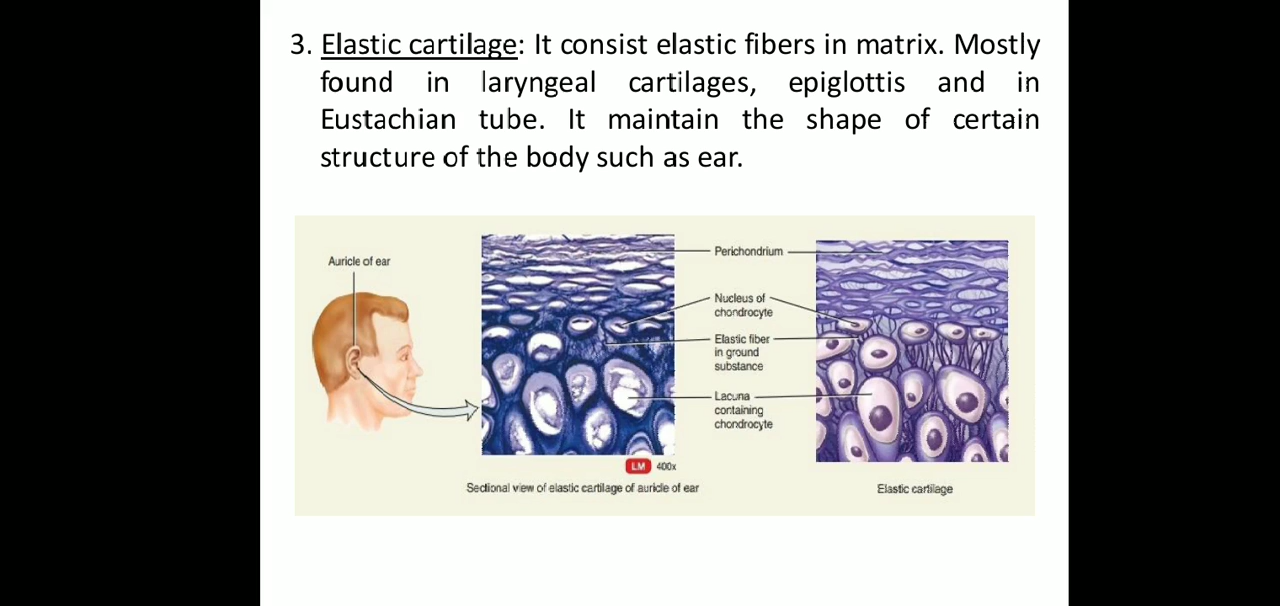 3. Elastic cartilage: It consist elastic fibers in matrix. Mostly
found in laryngeal cartilages, epiglottis and in
Eustachian tube. It maintain the shape of certain
structure of the body such as ear.
Auricle of ear
Perichondrium
Nucleus of
chondrocyte
Elastic fiber
in ground
substance
Lacuna
containing
chondrocyte
LM 400x
Sectional view of elastic cartilage of auricle of ear
Elastic cartilage